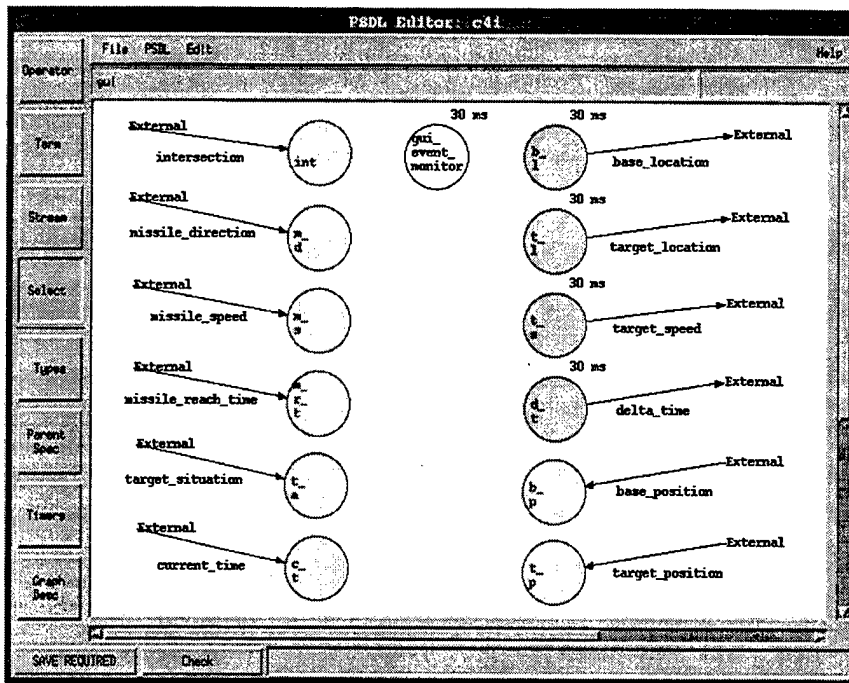 PSDL Editor: c4i
File PSDL Edit Help
Operator
gui
Term
Stream
Select
Types
Parent
Spec
Timers
Graph
Desc
External
intersection
int
30 ms
gui_
event_
monitor
30 ms
b_
l
External
base_location
External
missile_direction
m_
d
30 ms
t_
l
External
target_location
External
missile_speed
m_
s
30 ms
t_
s
External
target_speed
External
missile_reach_time
m_
r_
t
30 ms
d_
t
External
delta_time
External
target_situation
t_
b_
p
External
base_position
External
current_time
c_
t
t_
p
External
target_position
SAVE REQUIRED
Check